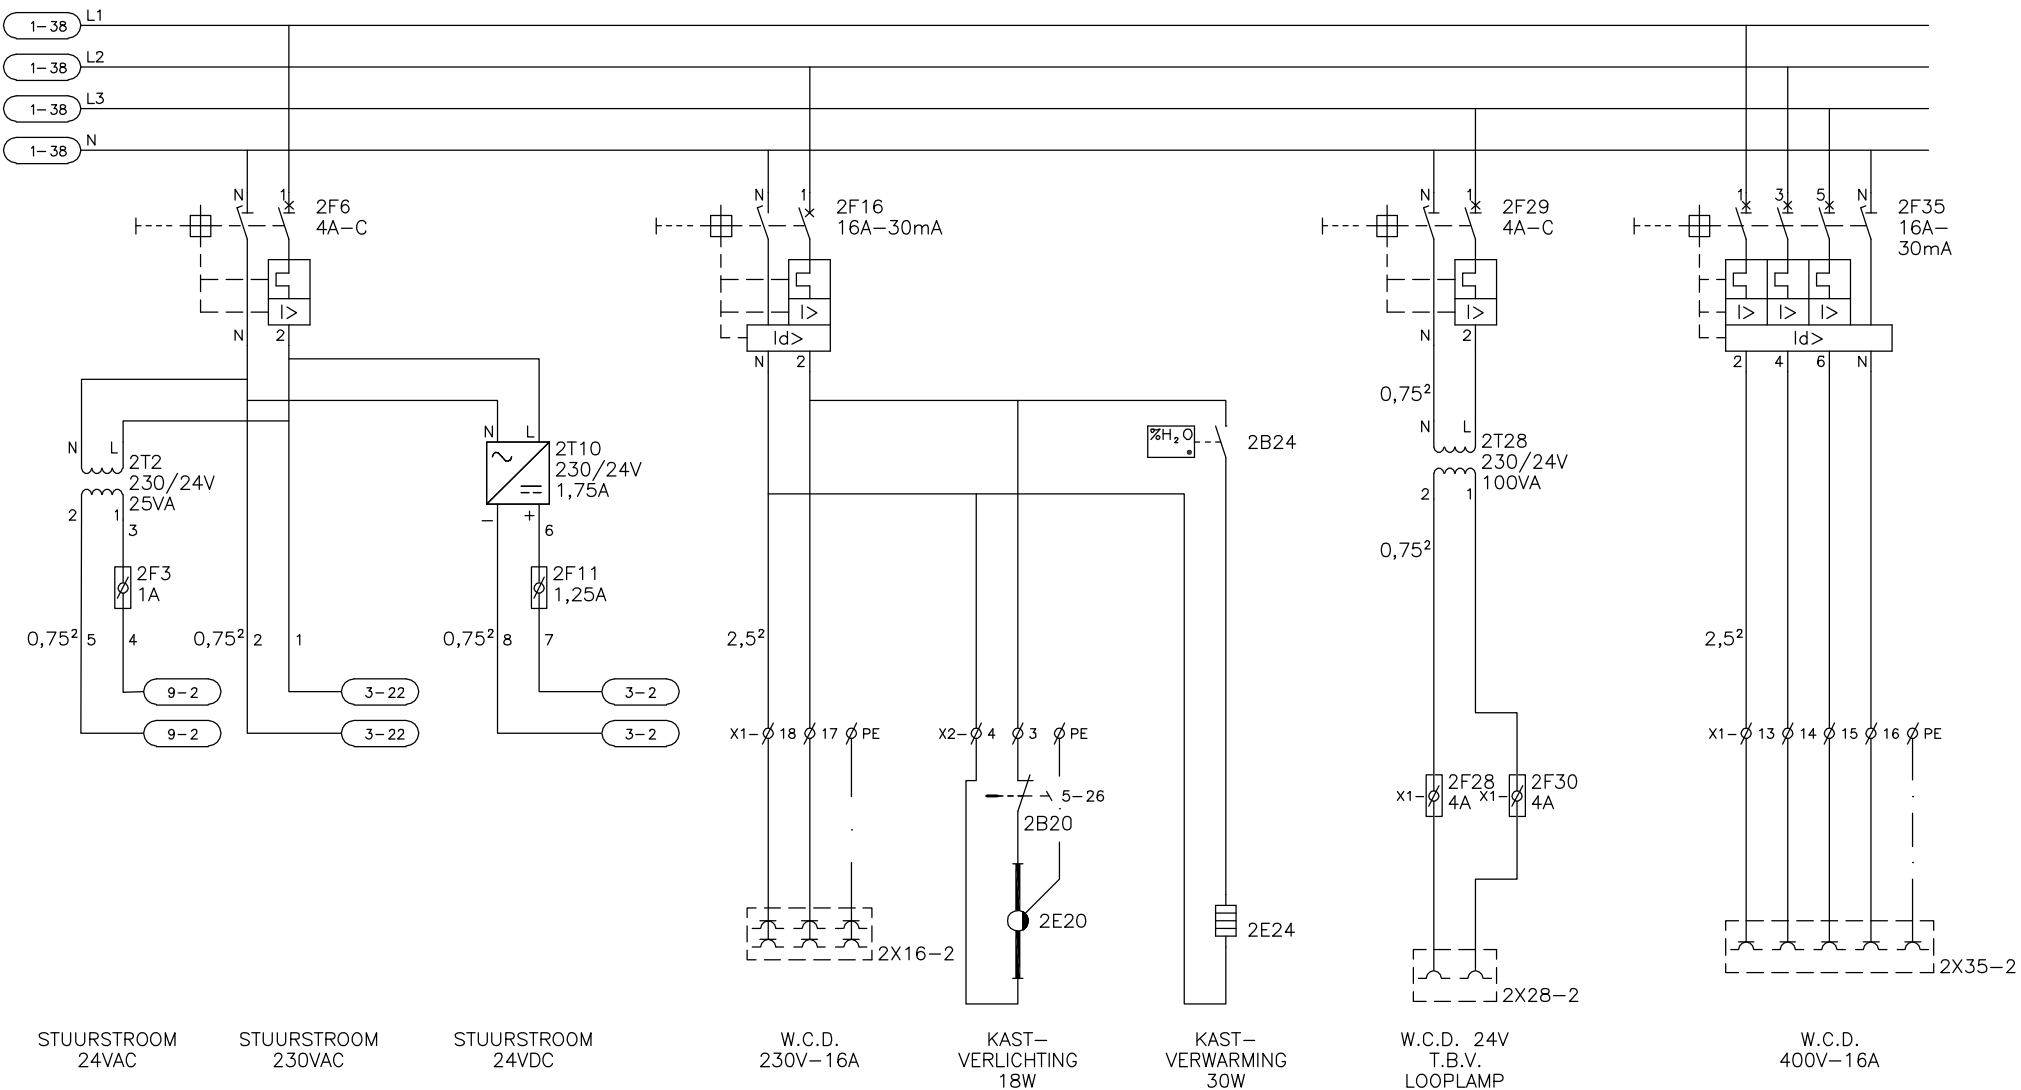 1-38 L1
1-38 L2
1-38 L3
1-38 N
N 1 2F6
4A-C
N 1 2F16
16A-30mA
N 1 2F29
4A-C
1 3 5 N 2F35
16A-
30mA
I>
N 2
I>
Id>
N 2
I>
N 2
I> I> I>
Id>
2 4 6 N
0,75²
N L 2T2
230/24V
25VA
2 1
3
N L 2T10
230/24V
1,75A
- +
6
%H₂O 2B24
N L 2T28
230/24V
100VA
2 1
0,75²
2F3
1A
2F11
1,25A
0,75² 5 4
0,75² 2 1
0,75² 8 7
2,5²
2,5²
9-2 3-22 3-2
9-2 3-22 3-2
X1- 18 17 PE
X2- 4 3 PE
X1- 13 14 15 16 PE
5-26
2B20
X1- 2F28
4A
X1- 2F30
4A
2E20
2E24
2X16-2
2X28-2
2X35-2
STUURSTROOM
24VAC
STUURSTROOM
230VAC
STUURSTROOM
24VDC
W.C.D.
230V-16A
KAST-
VERLICHTING
18W
KAST-
VERWARMING
30W
W.C.D. 24V
T.B.V.
LOOPLAMP
W.C.D.
400V-16A